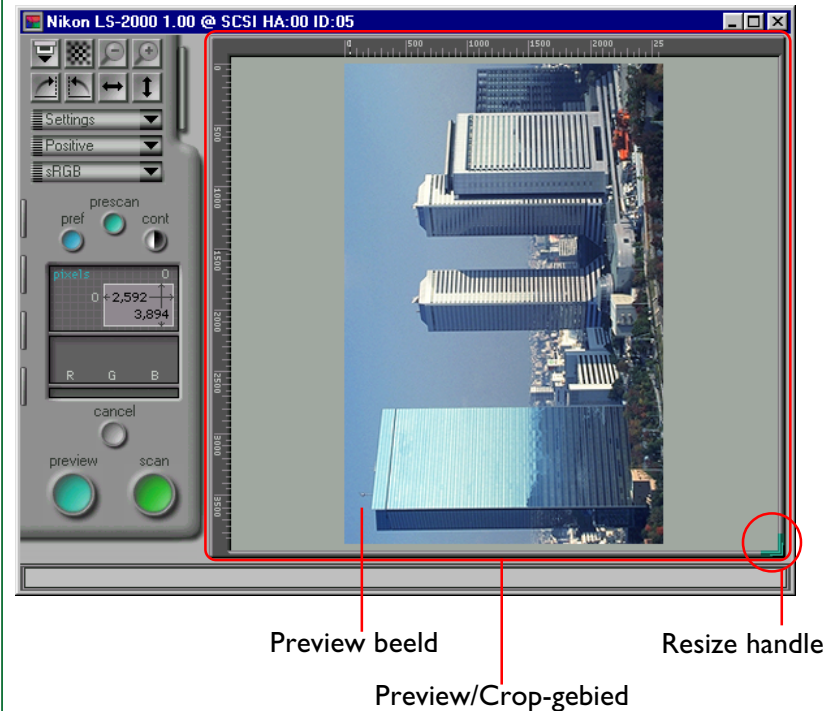 Nikon LS-2000 1.00 @ SCSI HA:00 ID:05
0 500 1000 1500 2000 25
0
500
1000
1500
2000
2500
3000
3500
Settings
Positive
sRGB
prescan
pref cont
pixels 0
0 2,592
3,894
R G B
cancel
preview scan
Preview beeld Resize handle
Preview/Crop-gebied